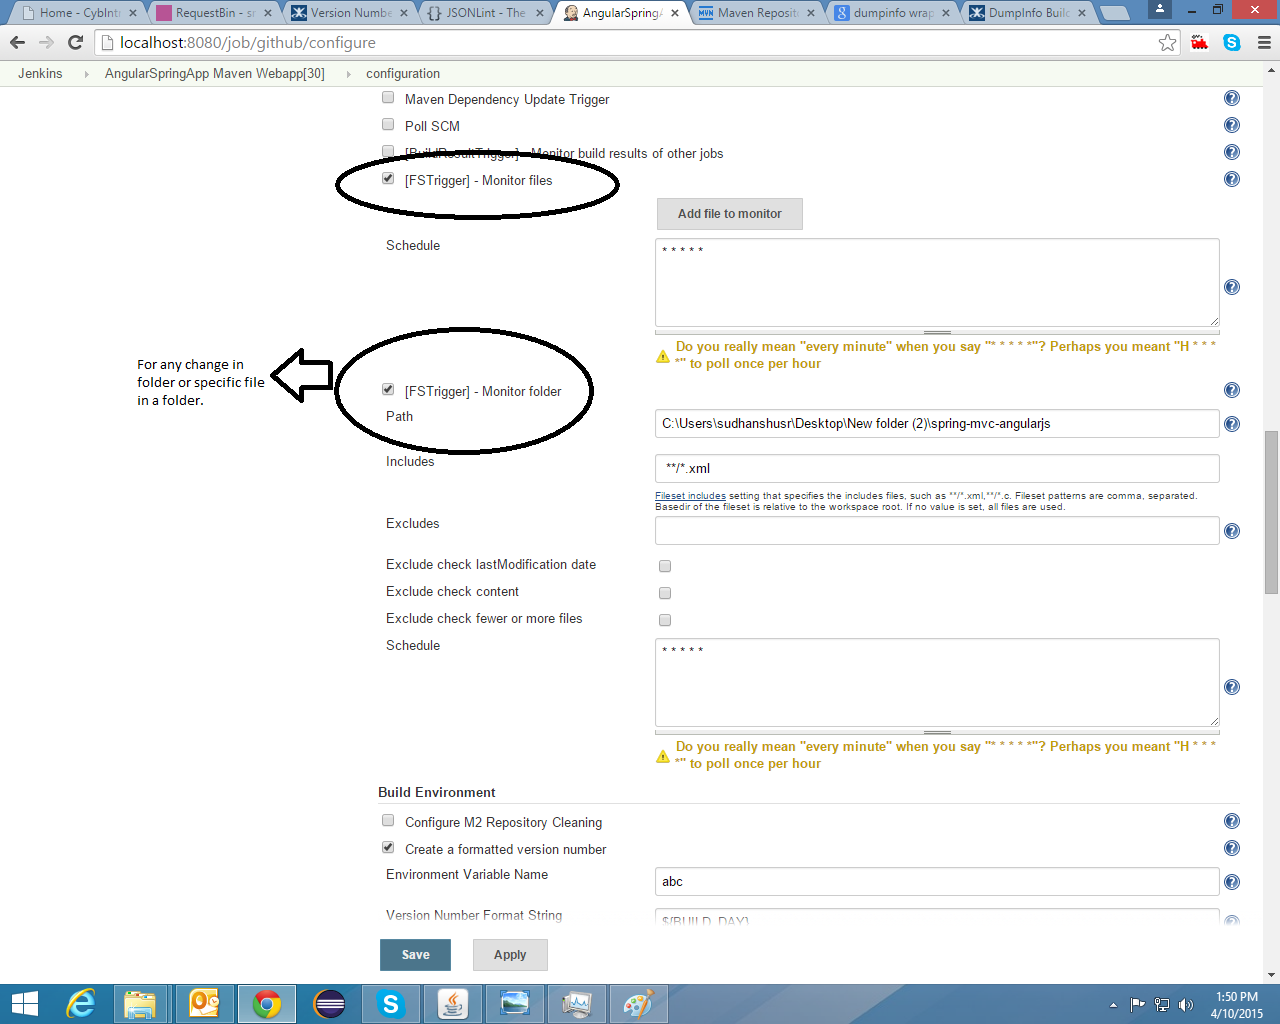 Home - CybIntr
RequestBin - sr
Version Numbe
JSONLint - The
AngularSpringA
Maven Reposit
dumpinfo wrap
DumpInfo Buil
localhost:8080/job/github/configure
Jenkins
AngularSpringApp Maven Webapp[30]
configuration
Maven Dependency Update Trigger
Poll SCM
[BuildResultTrigger] - Monitor build results of other jobs
[FSTrigger] - Monitor files
Add file to monitor
Schedule
* * * * *
Do you really mean "every minute" when you say "* * * * *"? Perhaps you meant "H * * *
*" to poll once per hour
For any change in
folder or specific file
in a folder.
[FSTrigger] - Monitor folder
Path
C:\Users\sudhanshusr\Desktop\New folder (2)\spring-mvc-angularjs
Includes
**/*.xml
Fileset includes setting that specifies the includes files, such as **/*.xml,**/*.c. Fileset patterns are comma, separated.
Basedir of the fileset is relative to the workspace root. If no value is set, all files are used.
Excludes
Exclude check lastModification date
Exclude check content
Exclude check fewer or more files
Schedule
* * * * *
Do you really mean "every minute" when you say "* * * * *"? Perhaps you meant "H * * *
*" to poll once per hour
Build Environment
Configure M2 Repository Cleaning
Create a formatted version number
Environment Variable Name
abc
Version Number Format String
${BUILD_DAY}
Save
Apply
1:50 PM
4/10/2015